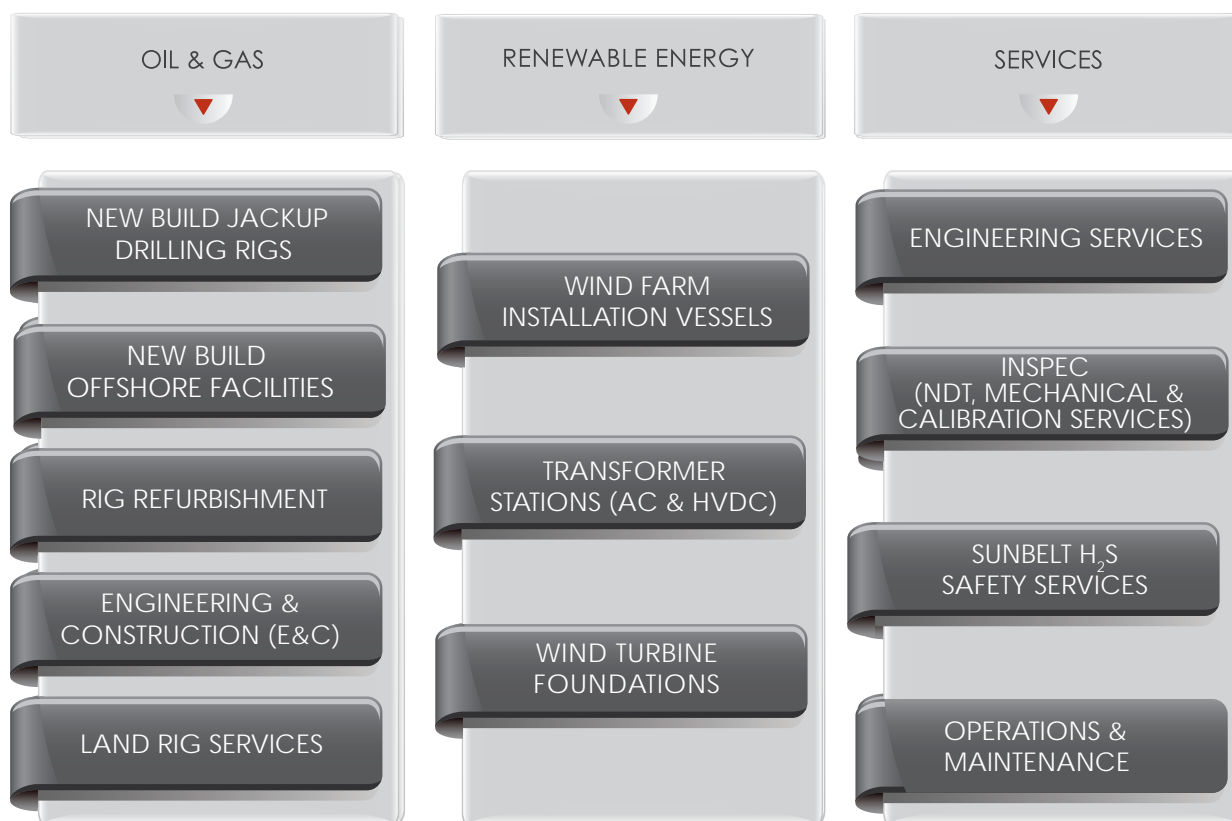 OIL & GAS
NEW BUILD JACKUP
DRILLING RIGS
NEW BUILD
OFFSHORE FACILITIES
RIG REFURBISHMENT
ENGINEERING &
CONSTRUCTION (E&C)
LAND RIG SERVICES
RENEWABLE ENERGY
WIND FARM
INSTALLATION VESSELS
TRANSFORMER
STATIONS (AC & HVDC)
WIND TURBINE
FOUNDATIONS
SERVICES
ENGINEERING SERVICES
INSPEC
(NDT, MECHANICAL &
CALIBRATION SERVICES)
SUNBELT H₂S
SAFETY SERVICES
OPERATIONS &
MAINTENANCE